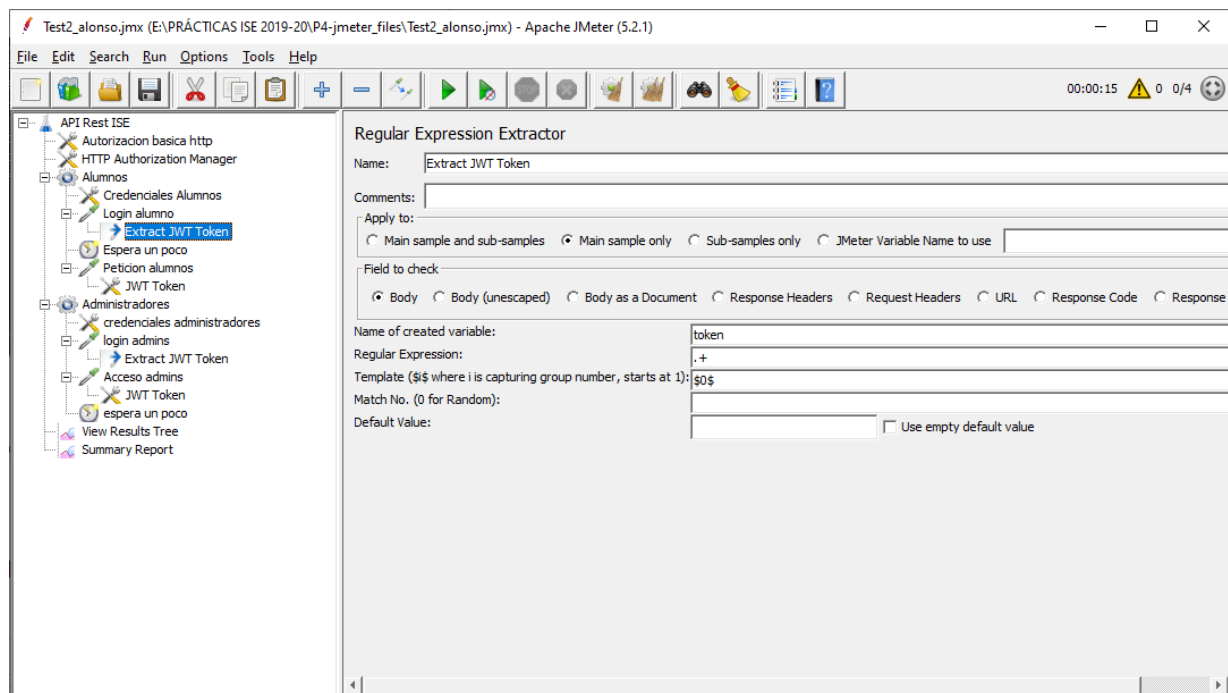 Test2_alonso.jmx (E:\PRÁCTICAS ISE 2019-20\P4-jmeter_files\Test2_alonso.jmx) - Apache JMeter (5.2.1)
File Edit Search Run Options Tools Help
STOP
00:00:15 0 0/4
API Rest ISE
Autorizacion basica http
HTTP Authorization Manager
Alumnos
Credenciales Alumnos
Login alumno
Extract JWT Token
Espera un poco
Peticion alumnos
JWT Token
Administradores
credenciales administradores
login admins
Extract JWT Token
Acceso admins
JWT Token
espera un poco
View Results Tree
Summary Report
Regular Expression Extractor
Name: Extract JWT Token
Comments:
Apply to:
Main sample and sub-samples Main sample only Sub-samples only JMeter Variable Name to use
Field to check
Body Body (unescaped) Body as a Document Response Headers Request Headers URL Response Code Response
Name of created variable: token
Regular Expression: .+
Template ($i$ where i is capturing group number, starts at 1): $0$
Match No. (0 for Random):
Default Value: Use empty default value